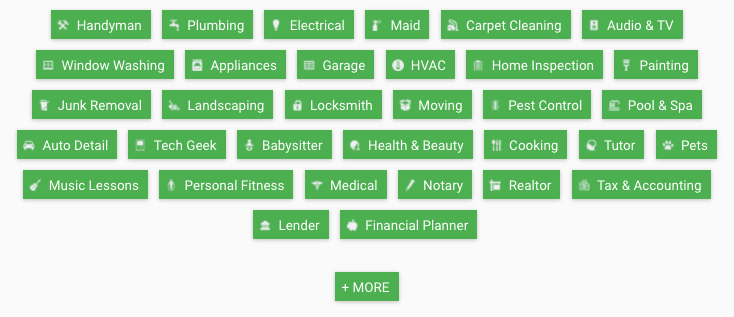 Handyman Plumbing Electrical Maid Carpet Cleaning Audio & TV
Window Washing Appliances Garage HVAC Home Inspection Painting
Junk Removal Landscaping Locksmith Moving Pest Control Pool & Spa
Auto Detail Tech Geek Babysitter Health & Beauty Cooking Tutor Pets
Music Lessons Personal Fitness Medical Notary Realtor Tax & Accounting
Lender Financial Planner
+ MORE